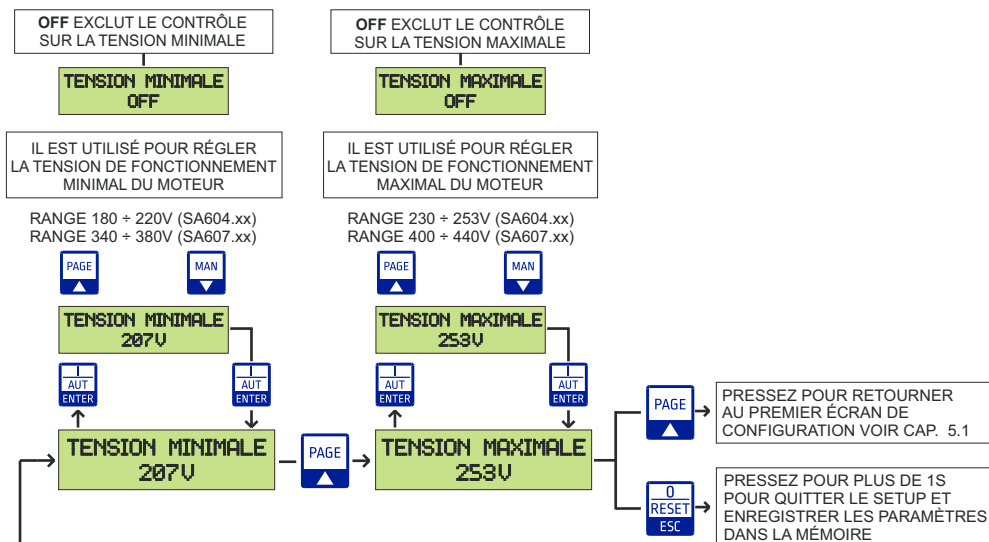 OFF EXCLUT LE CONTRÔLE
SUR LA TENSION MINIMALE
TENSION MINIMALE
OFF
IL EST UTILISÉ POUR RÉGLER
LA TENSION DE FONCTIONNEMENT
MINIMAL DU MOTEUR
RANGE 180 ÷ 220V (SA604.xx)
RANGE 340 ÷ 380V (SA607.xx)
PAGE
MAN
TENSION MINIMALE
207V
AUT
ENTER
AUT
ENTER
TENSION MINIMALE
207V
PAGE
OFF EXCLUT LE CONTRÔLE
SUR LA TENSION MAXIMALE
TENSION MAXIMALE
OFF
IL EST UTILISÉ POUR RÉGLER
LA TENSION DE FONCTIONNEMENT
MAXIMAL DU MOTEUR
RANGE 230 ÷ 253V (SA604.xx)
RANGE 400 ÷ 440V (SA607.xx)
PAGE
MAN
TENSION MAXIMALE
253V
I
AUT
ENTER
I
AUT
ENTER
TENSION MAXIMALE
253V
PAGE
PRESSEZ POUR RETOURNER
AU PREMIER ÉCRAN DE
CONFIGURATION VOIR CAP. 5.1
0
RESET
ESC
PRESSEZ POUR PLUS DE 1S
POUR QUITTER LE SETUP ET
ENREGISTRER LES PARAMÈTRES
DANS LA MÉMOIRE